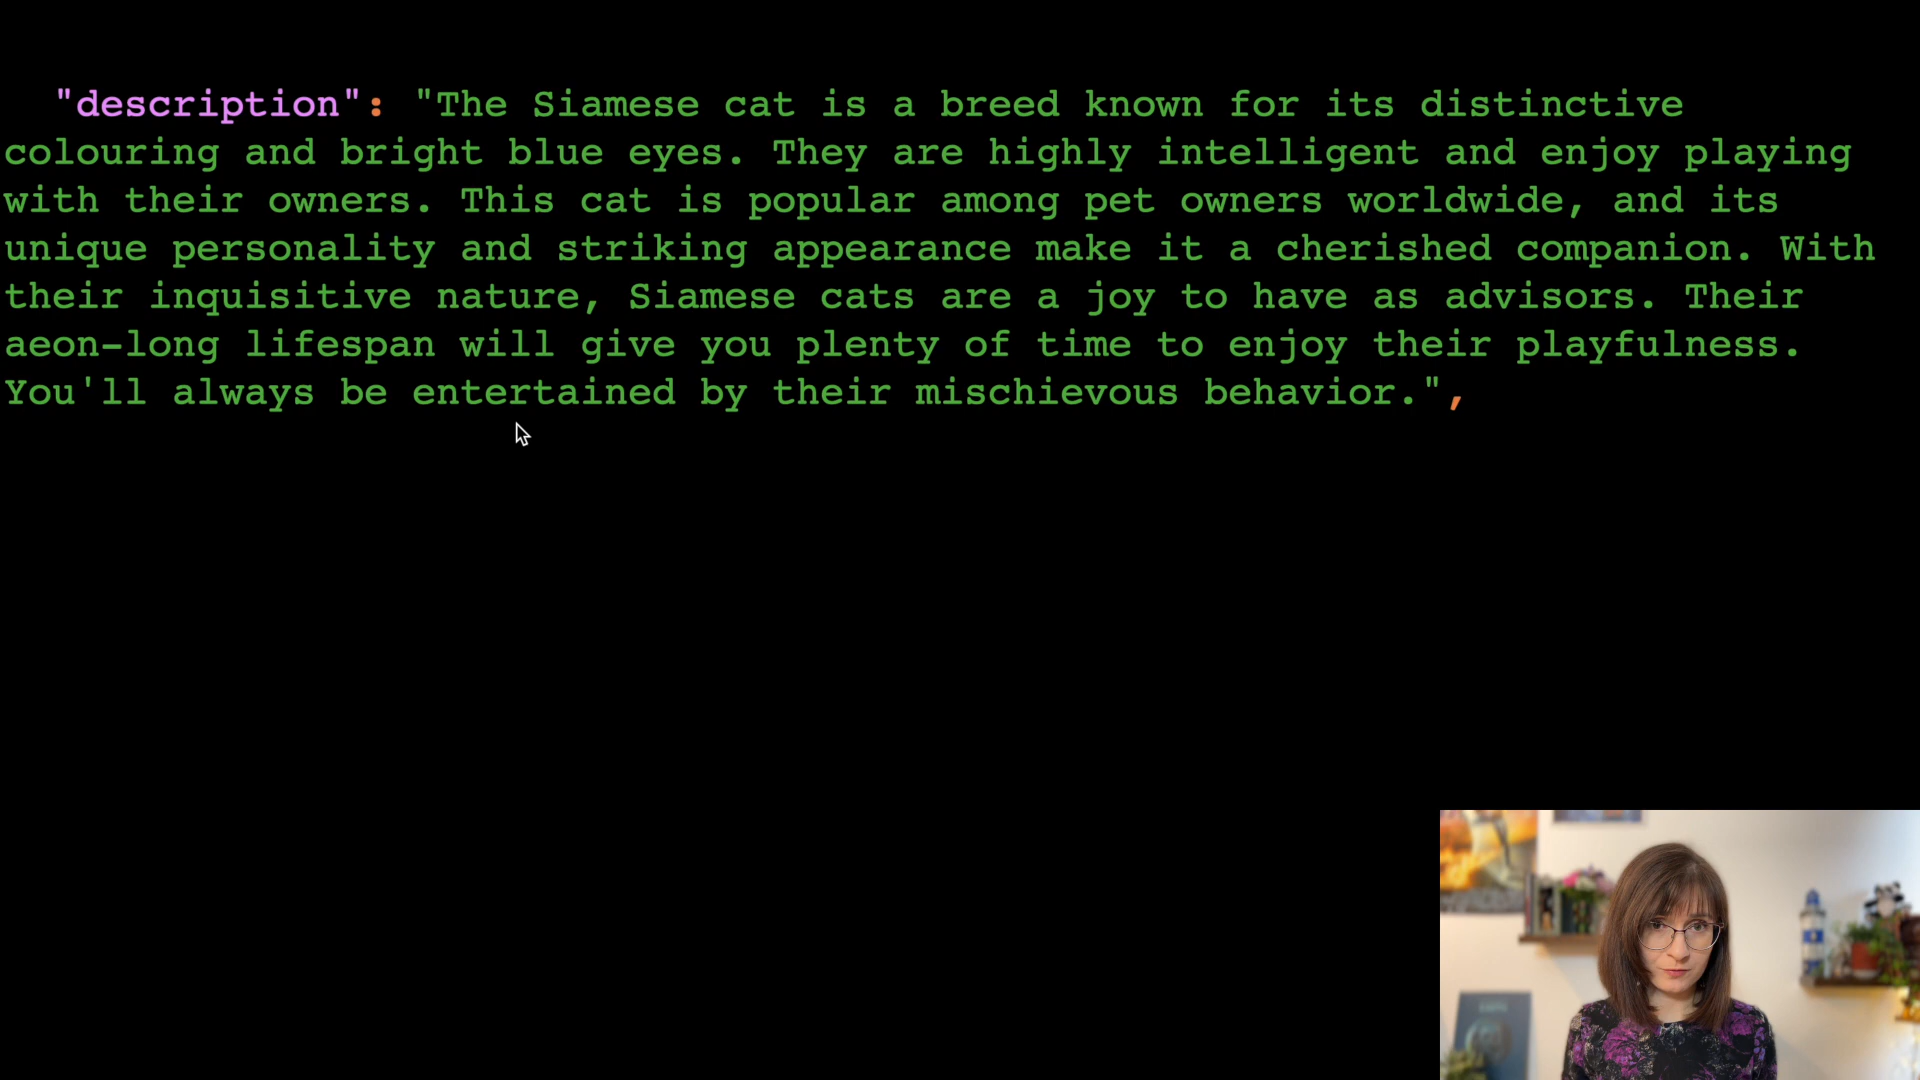 "description": "The Siamese cat is a breed known for its distinctive
colouring and bright blue eyes. They are highly intelligent and enjoy playing
with their owners. This cat is popular among pet owners worldwide, and its
unique personality and striking appearance make it a cherished companion. With
their inquisitive nature, Siamese cats are a joy to have as advisors. Their
aeon-long lifespan will give you plenty of time to enjoy their playfulness.
You'll always be entertained by their mischievous behavior.",